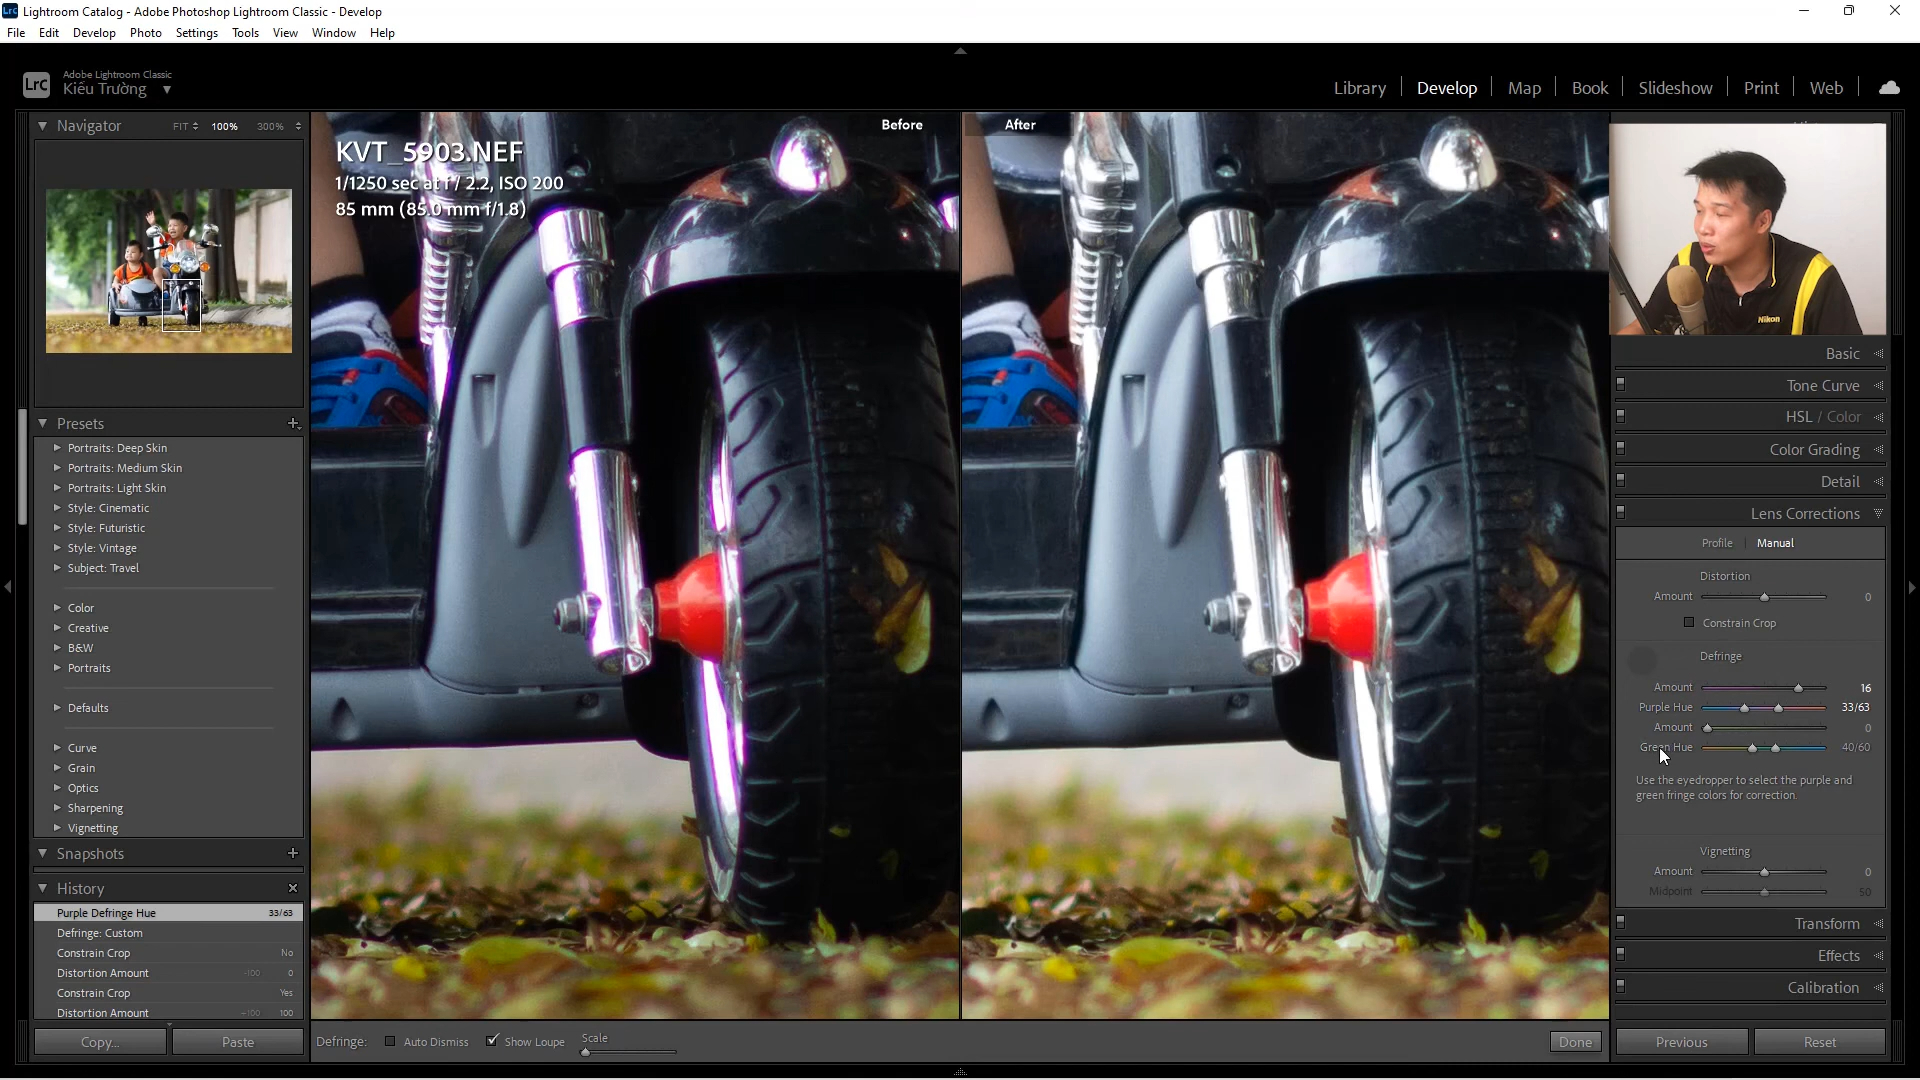 Lightroom Catalog - Adobe Photoshop Lightroom Classic - Develop
File Edit Develop Photo Settings Tools View Window Help
Adobe Lightroom Classic
LrC Kiều Trường
Library Develop Map Book Slideshow Print Web
Navigator FIT 100% 300%
Presets
Portraits: Deep Skin
Portraits: Medium Skin
Portraits: Light Skin
Style: Cinematic
Style: Futuristic
Style: Vintage
Subject: Travel
Color
Creative
B&W
Portraits
Defaults
Curve
Grain
Optics
Sharpening
Vignetting
Snapshots
History
Purple Defringe Hue 33/63
Defringe: Custom
Constrain Crop No
Distortion Amount -100 0
Constrain Crop Yes
Distortion Amount -100 100
Copy... Paste
Before
KVT_5903.NEF
1/1250 sec at f / 2.2, ISO 200
85 mm (85.0 mm f/1.8)
After
Nikon
Basic
Tone Curve
HSL / Color
Color Grading
Detail
Lens Corrections
Profile Manual
Distortion
Amount 0
Constrain Crop
Defringe
Amount 16
Purple Hue 33/63
Amount 0
Green Hue 40/60
Use the eyedropper to select the purple and
green fringe colors for correction.
Vignetting
Amount 0
Midpoint 50
Transform
Effects
Calibration
Defringe: Auto Dismiss Show Loupe Scale
Done
Previous Reset